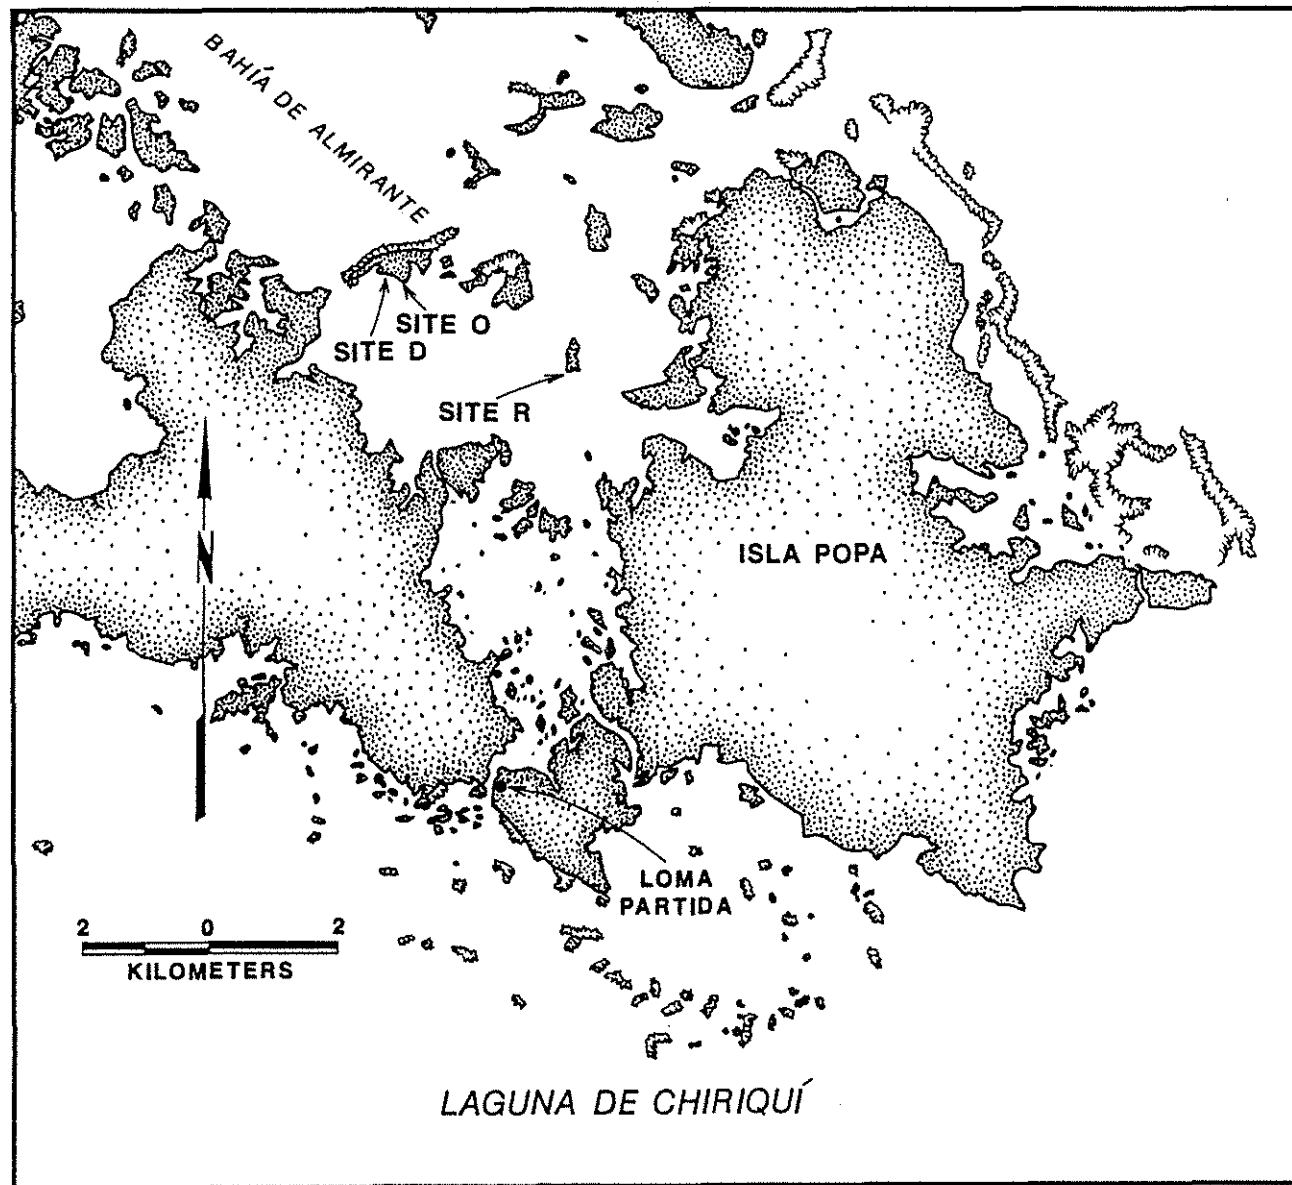 BAHÍA DE ALMIRANTE
SITE O
SITE D
SITE R
N
ISLA POPA
LOMA
PARTIDA
2 0 2
KILOMETERS
LAGUNA DE CHIRIQUÍ